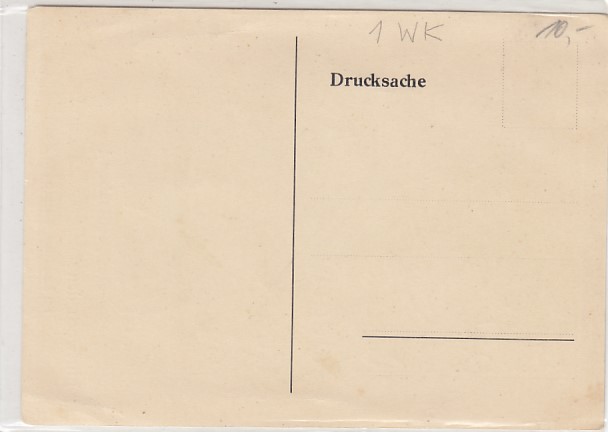 1 WK
10,-
Drucksache